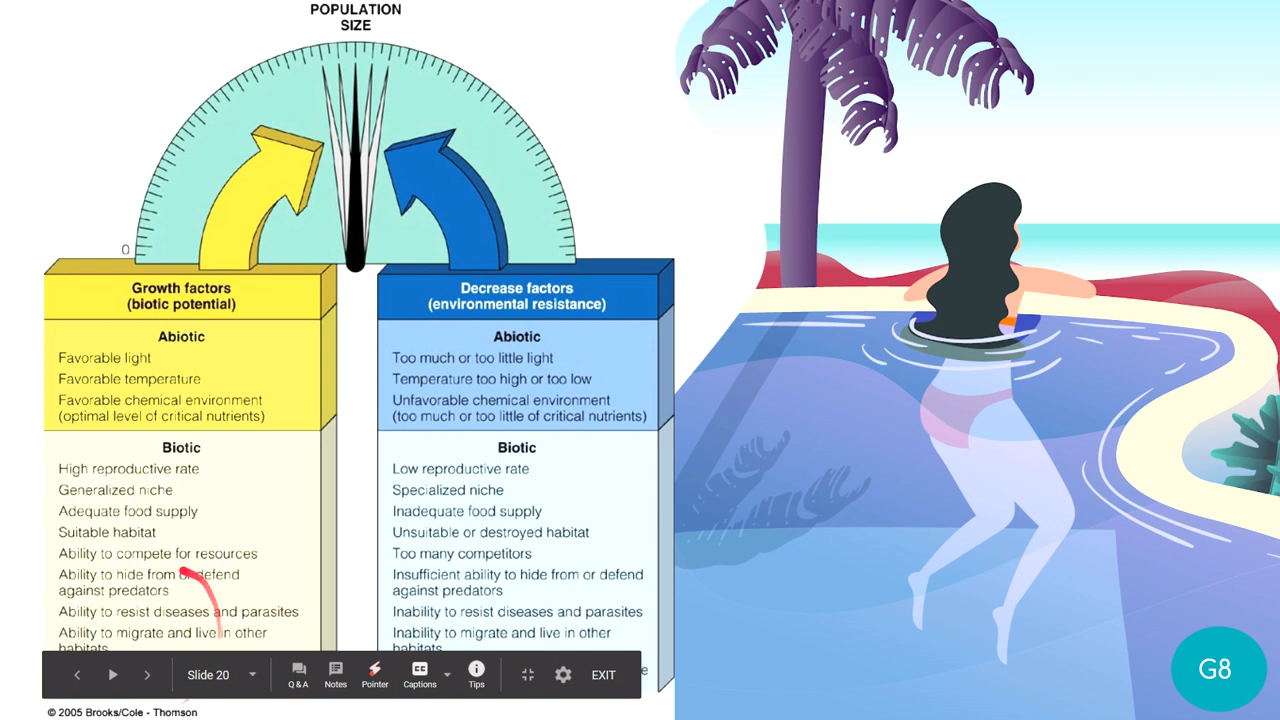 POPULATION
SIZE
0
Growth factors
(biotic potential)
Abiotic
Favorable light
Favorable temperature
Favorable chemical environment
(optimal level of critical nutrients)
Biotic
High reproductive rate
Generalized niche
Adequate food supply
Suitable habitat
Ability to compete for resources
Ability to hide from or defend
against predators
Ability to resist diseases and parasites
Ability to migrate and live in other
habitats
Decrease factors
(environmental resistance)
Abiotic
Too much or too little light
Temperature too high or too low
Unfavorable chemical environment
(too much or too little of critical nutrients)
Biotic
Low reproductive rate
Specialized niche
Inadequate food supply
Unsuitable or destroyed habitat
Too many competitors
Insufficient ability to hide from or defend
against predators
Inability to resist diseases and parasites
Inability to migrate and live in other
habitats
Slide 20
Q & A
Notes
Pointer
CC
Captions
Tips
EXIT
© 2005 Brooks/Cole - Thomson
G8